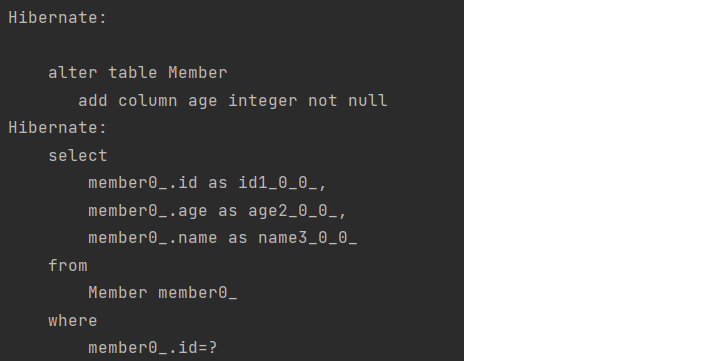 Hibernate:
alter table Member
add column age integer not null
Hibernate:
select
member0_.id as id1_0_0_,
member0_.age as age2_0_0_,
member0_.name as name3_0_0_
from
Member member0_
where
member0_.id=?